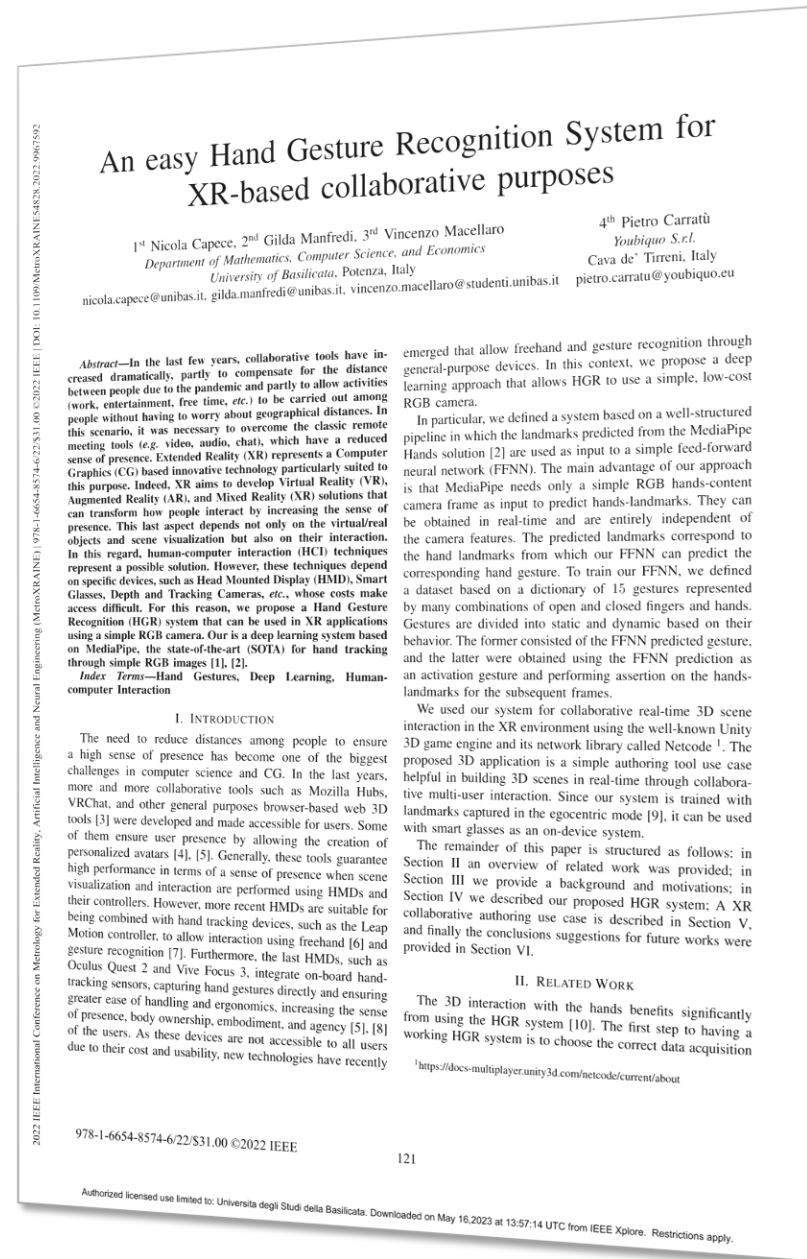 An easy Hand Gesture Recognition System for
XR-based collaborative purposes
1st Nicola Capece, 2nd Gilda Manfredi, 3rd Vincenzo Macellaro
Department of Mathematics, Computer Science, and Economics
University of Basilicata, Potenza, Italy
nicola.capece@unibas.it, gilda.manfredi@unibas.it, vincenzo.macellaro@studenti.unibas.it
4th Pietro Carratù
Youbiquo S.r.l.
Cava de' Tirreni, Italy
pietro.carratu@youbiquo.eu
Abstract—In the last few years, collaborative tools have in-
creased dramatically, partly to compensate for the distance
between people due to the pandemic and partly to allow activities
(work, entertainment, free time, etc.) to be carried out among
people without having to worry about geographical distances. In
this scenario, it was necessary to overcome the classic remote
meeting tools (e.g. video, audio, chat), which have a reduced
sense of presence. Extended Reality (XR) represents a Computer
Graphics (CG) based innovative technology particularly suited to
this purpose. Indeed, XR aims to develop Virtual Reality (VR),
Augmented Reality (AR), and Mixed Reality (XR) solutions that
can transform how people interact by increasing the sense of
presence. This last aspect depends not only on the virtual/real
objects and scene visualization but also on their interaction.
In this regard, human-computer interaction (HCI) techniques
represent a possible solution. However, these techniques depend
on specific devices, such as Head Mounted Display (HMD), Smart
Glasses, Depth and Tracking Cameras, etc., whose costs make
access difficult. For this reason, we propose a Hand Gesture
Recognition (HGR) system that can be used in XR applications
using a simple RGB camera. Our is a deep learning system based
on MediaPipe, the state-of-the-art (SOTA) for hand tracking
through simple RGB images [1], [2].
Index Terms—Hand Gestures, Deep Learning, Human-
computer Interaction
I. INTRODUCTION
The need to reduce distances among people to ensure
a high sense of presence has become one of the biggest
challenges in computer science and CG. In the last years,
more and more collaborative tools such as Mozilla Hubs,
VRChat, and other general purposes browser-based web 3D
tools [3] were developed and made accessible for users. Some
of them ensure user presence by allowing the creation of
personalized avatars [4], [5]. Generally, these tools guarantee
high performance in terms of a sense of presence when scene
visualization and interaction are performed using HMDs and
their controllers. However, more recent HMDs are suitable for
being combined with hand tracking devices, such as the Leap
Motion controller, to allow interaction using freehand [6] and
gesture recognition [7]. Furthermore, the last HMDs, such as
Oculus Quest 2 and Vive Focus 3, integrate on-board hand-
tracking sensors, capturing hand gestures directly and ensuring
greater ease of handling and ergonomics, increasing the sense
of presence, body ownership, embodiment, and agency [5], [8]
of the users. As these devices are not accessible to all users
due to their cost and usability, new technologies have recently
emerged that allow freehand and gesture recognition through
general-purpose devices. In this context, we propose a deep
learning approach that allows HGR to use a simple, low-cost
RGB camera.
In particular, we defined a system based on a well-structured
pipeline in which the landmarks predicted from the MediaPipe
Hands solution [2] are used as input to a simple feed-forward
neural network (FFNN). The main advantage of our approach
is that MediaPipe needs only a simple RGB hands-content
camera frame as input to predict hands-landmarks. They can
be obtained in real-time and are entirely independent of
the camera features. The predicted landmarks correspond to
the hand landmarks from which our FFNN can predict the
corresponding hand gesture. To train our FFNN, we defined
a dataset based on a dictionary of 15 gestures represented
by many combinations of open and closed fingers and hands.
Gestures are divided into static and dynamic based on their
behavior. The former consisted of the FFNN predicted gesture,
and the latter were obtained using the FFNN prediction as
an activation gesture and performing assertion on the hands-
landmarks for the subsequent frames.
We used our system for collaborative real-time 3D scene
interaction in the XR environment using the well-known Unity
3D game engine and its network library called Netcode 1. The
proposed 3D application is a simple authoring tool use case
helpful in building 3D scenes in real-time through collabora-
tive multi-user interaction. Since our system is trained with
landmarks captured in the egocentric mode [9], it can be used
with smart glasses as an on-device system.
The remainder of this paper is structured as follows: in
Section II an overview of related work was provided; in
Section III we provide a background and motivations; in
Section IV we described our proposed HGR system; A XR
collaborative authoring use case is described in Section V,
and finally the conclusions suggestions for future works were
provided in Section VI.
II. RELATED WORK
The 3D interaction with the hands benefits significantly
from using the HGR system [10]. The first step to having a
working HGR system is to choose the correct data acquisition
1https://docs-multiplayer.unity3d.com/netcode/current/about
2022 IEEE International Conference on Metrology for Extended Reality, Artificial Intelligence and Neural Engineering (MetroXRAINE) | 978-1-6654-8574-6/22/$31.00 ©2022 IEEE | DOI: 10.1109/MetroXRAINE54828.2022.9967592
978-1-6654-8574-6/22/$31.00 ©2022 IEEE
121
Authorized licensed use limited to: Universita degli Studi della Basilicata. Downloaded on May 16,2023 at 13:57:14 UTC from IEEE Xplore. Restrictions apply.